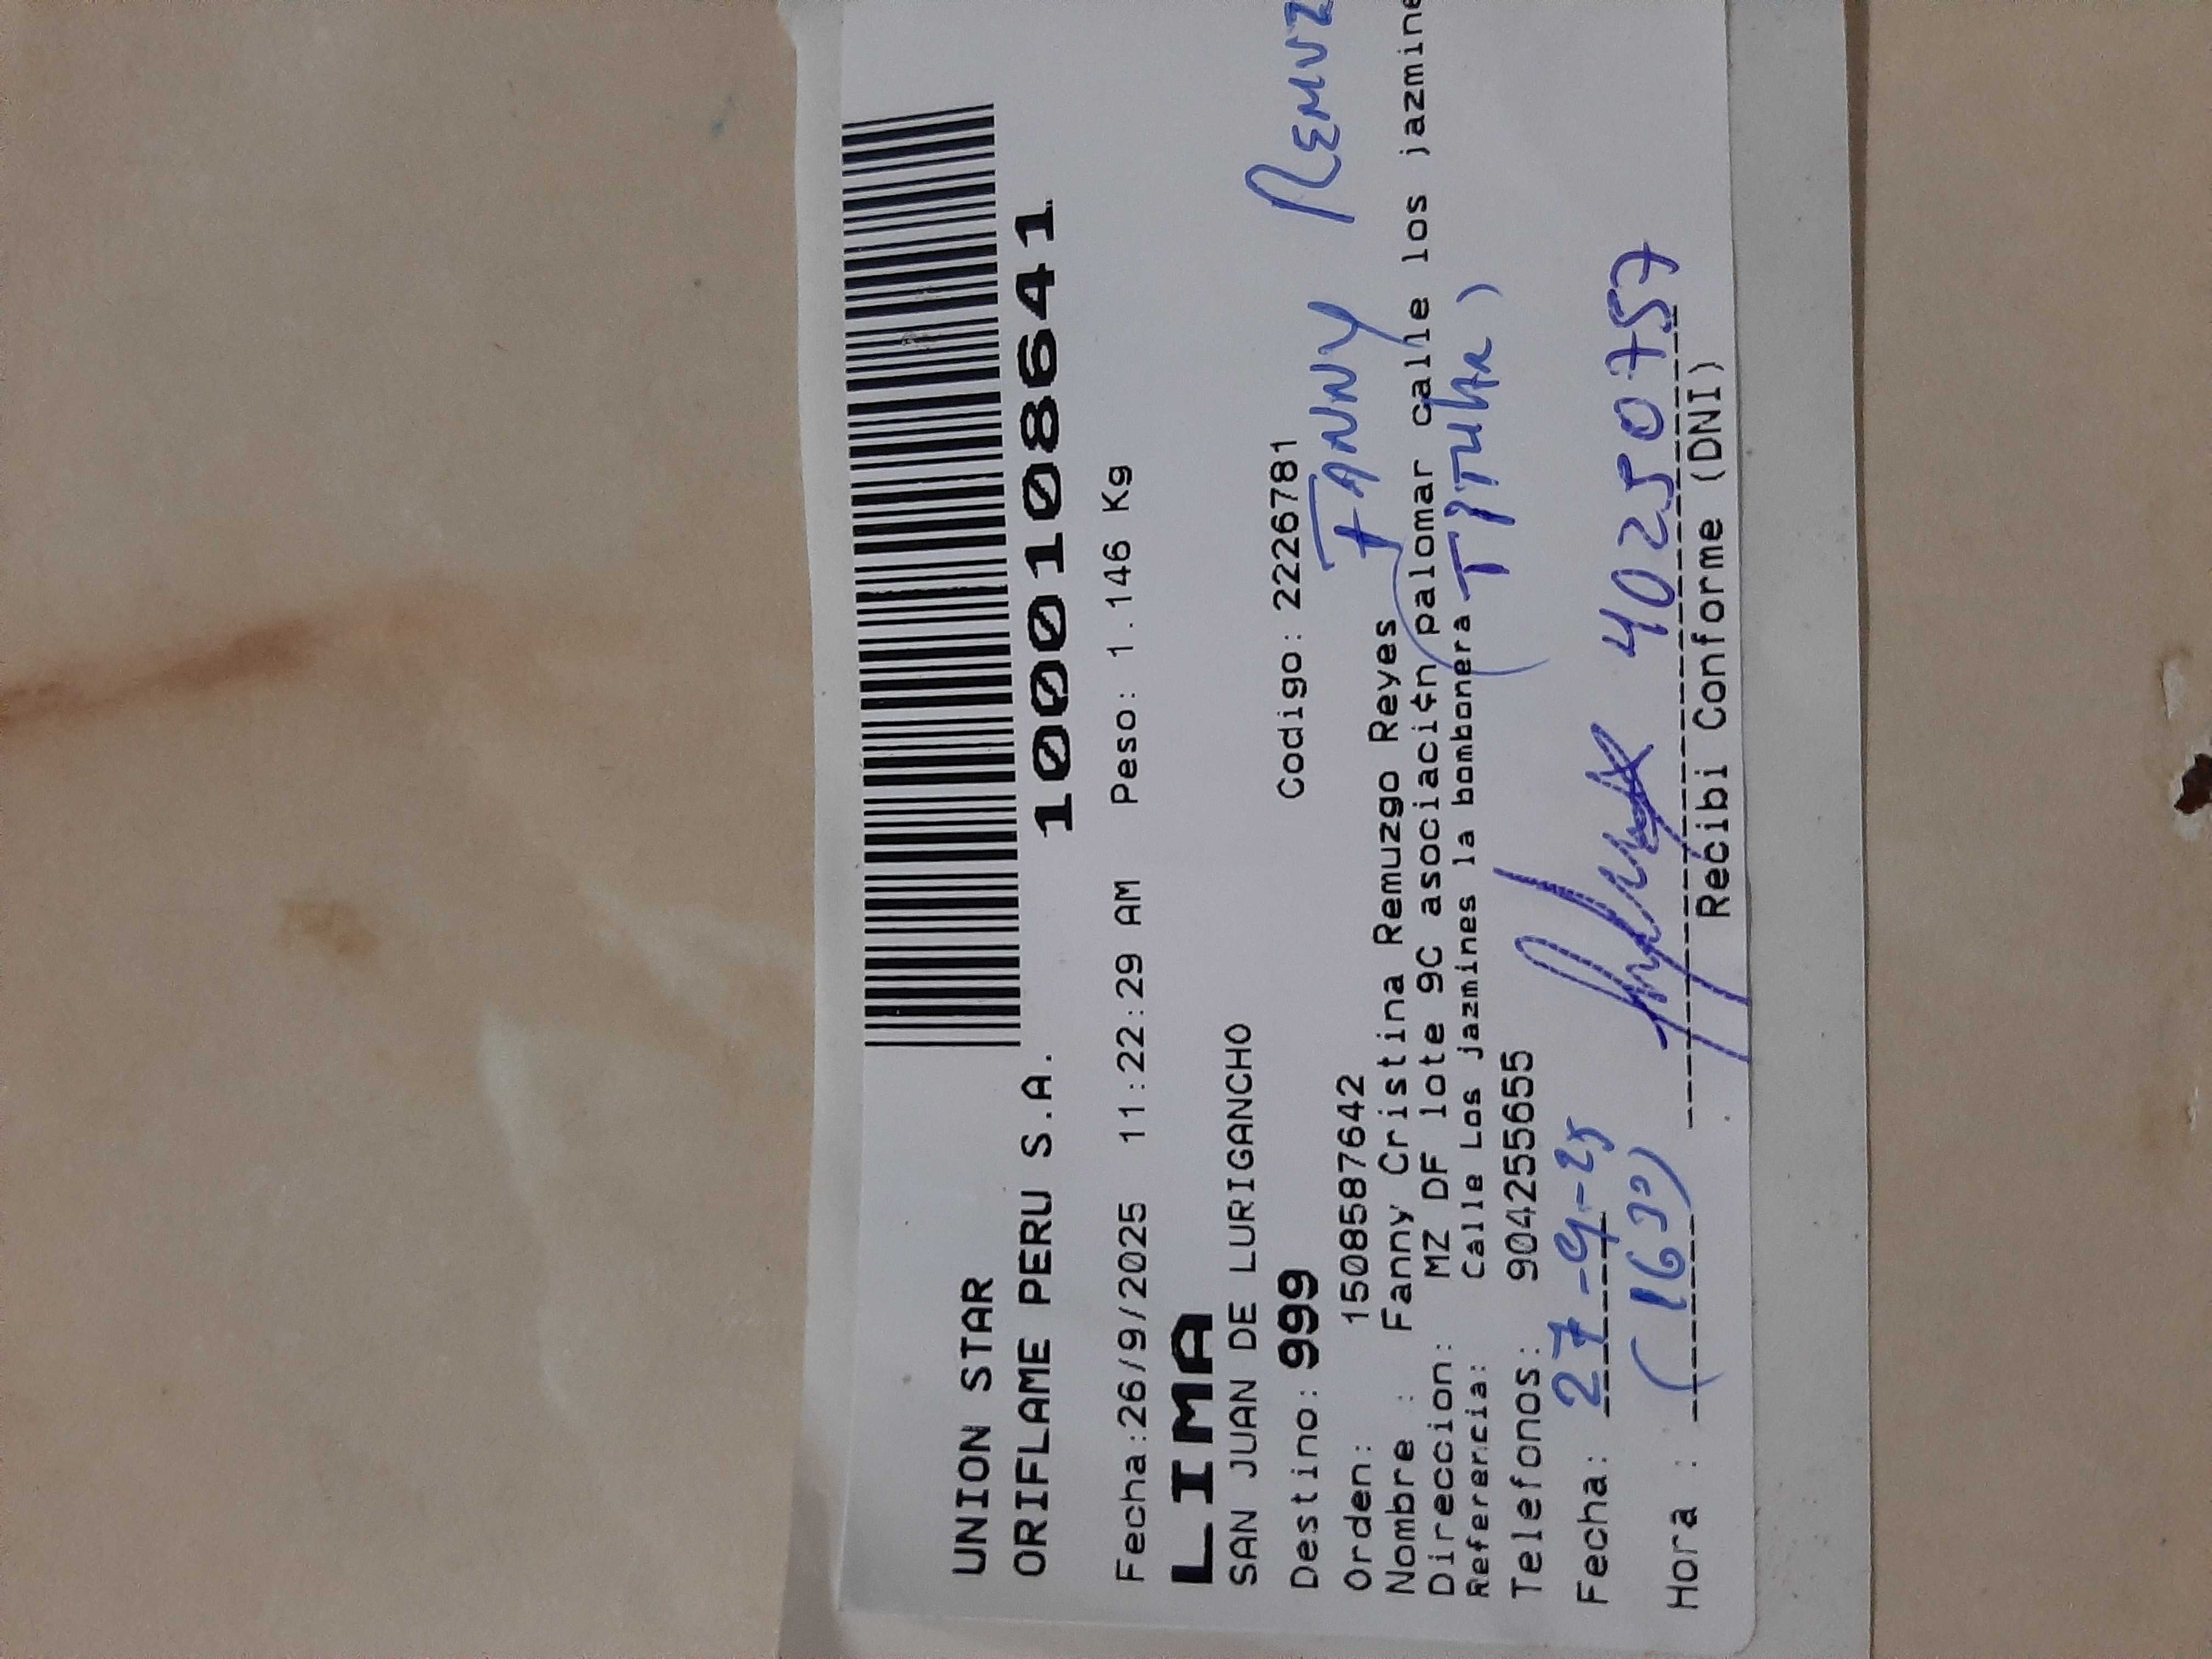 UNION STAR
ORIFLAME PERU S.A.
1000108641
Fecha:26/9/2025 11:22:29 AM Peso: 1.146 Kg
LIMA
SAN JUAN DE LURIGANCHO
Destino: 999 Codigo: 2226781
Orden: 1508587642
FANNY REMUZ
Nombre : Fanny Cristina Remuzgo Reyes
Direccion: MZ DF lote 9C asociaci¢n palomar calle los jazmine
Referencia: Calle Los jazmines la bombonera
(TITULAR)
Telefonos: 904255655
Fecha: 27-9-25
40250757
Hora : (1630)
Recibi Conforme (DNI)